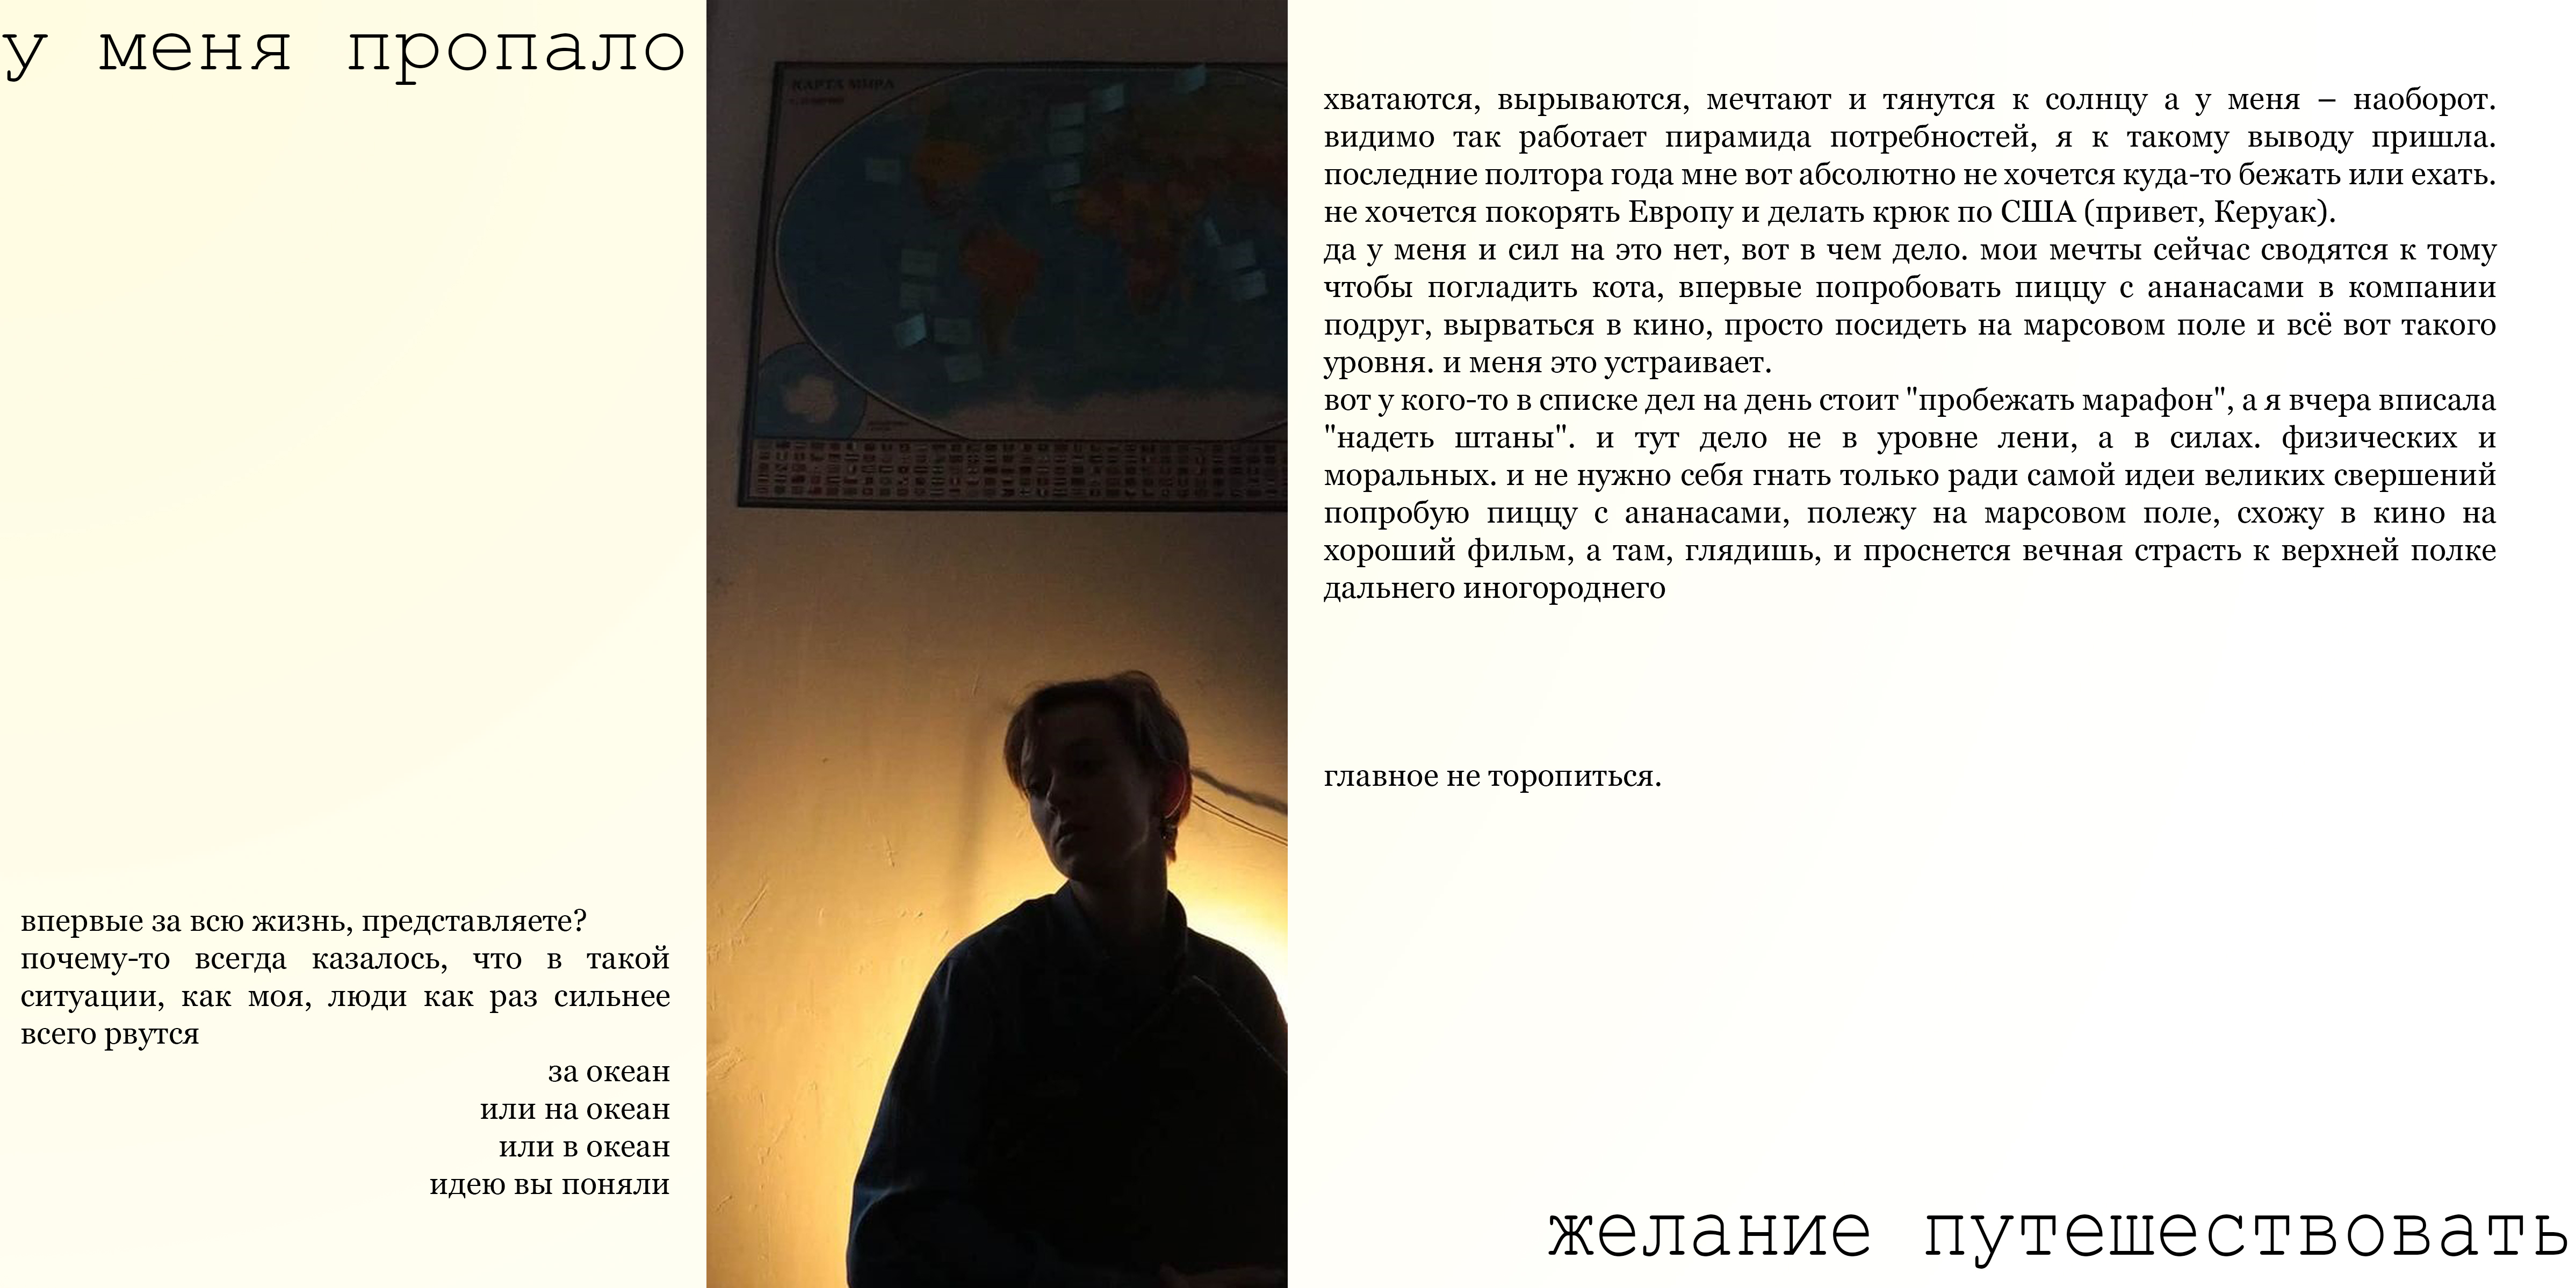 у меня пропало
впервые за всю жизнь, представляете?
почему-то всегда казалось, что в такой
ситуации, как моя, люди как раз сильнее
всего рвутся
за океан
или на океан
или в океан
идею вы поняли
КАРТА МИРА
хватаются, вырываются, мечтают и тянутся к солнцу а у меня – наоборот.
видимо так работает пирамида потребностей, я к такому выводу пришла.
последние полтора года мне вот абсолютно не хочется куда-то бежать или ехать.
не хочется покорять Европу и делать крюк по США (привет, Керуак).
да у меня и сил на это нет, вот в чем дело. мои мечты сейчас сводятся к тому
чтобы погладить кота, впервые попробовать пиццу с ананасами в компании
подруг, вырваться в кино, просто посидеть на марсовом поле и всё вот такого
уровня. и меня это устраивает.
вот у кого-то в списке дел на день стоит "пробежать марафон", а я вчера вписала
"надеть штаны". и тут дело не в уровне лени, а в силах. физических и
моральных. и не нужно себя гнать только ради самой идеи великих свершений
попробую пиццу с ананасами, полежу на марсовом поле, схожу в кино на
хороший фильм, а там, глядишь, и проснется вечная страсть к верхней полке
дальнего иногороднего
главное не торопиться.
желание путешествовать